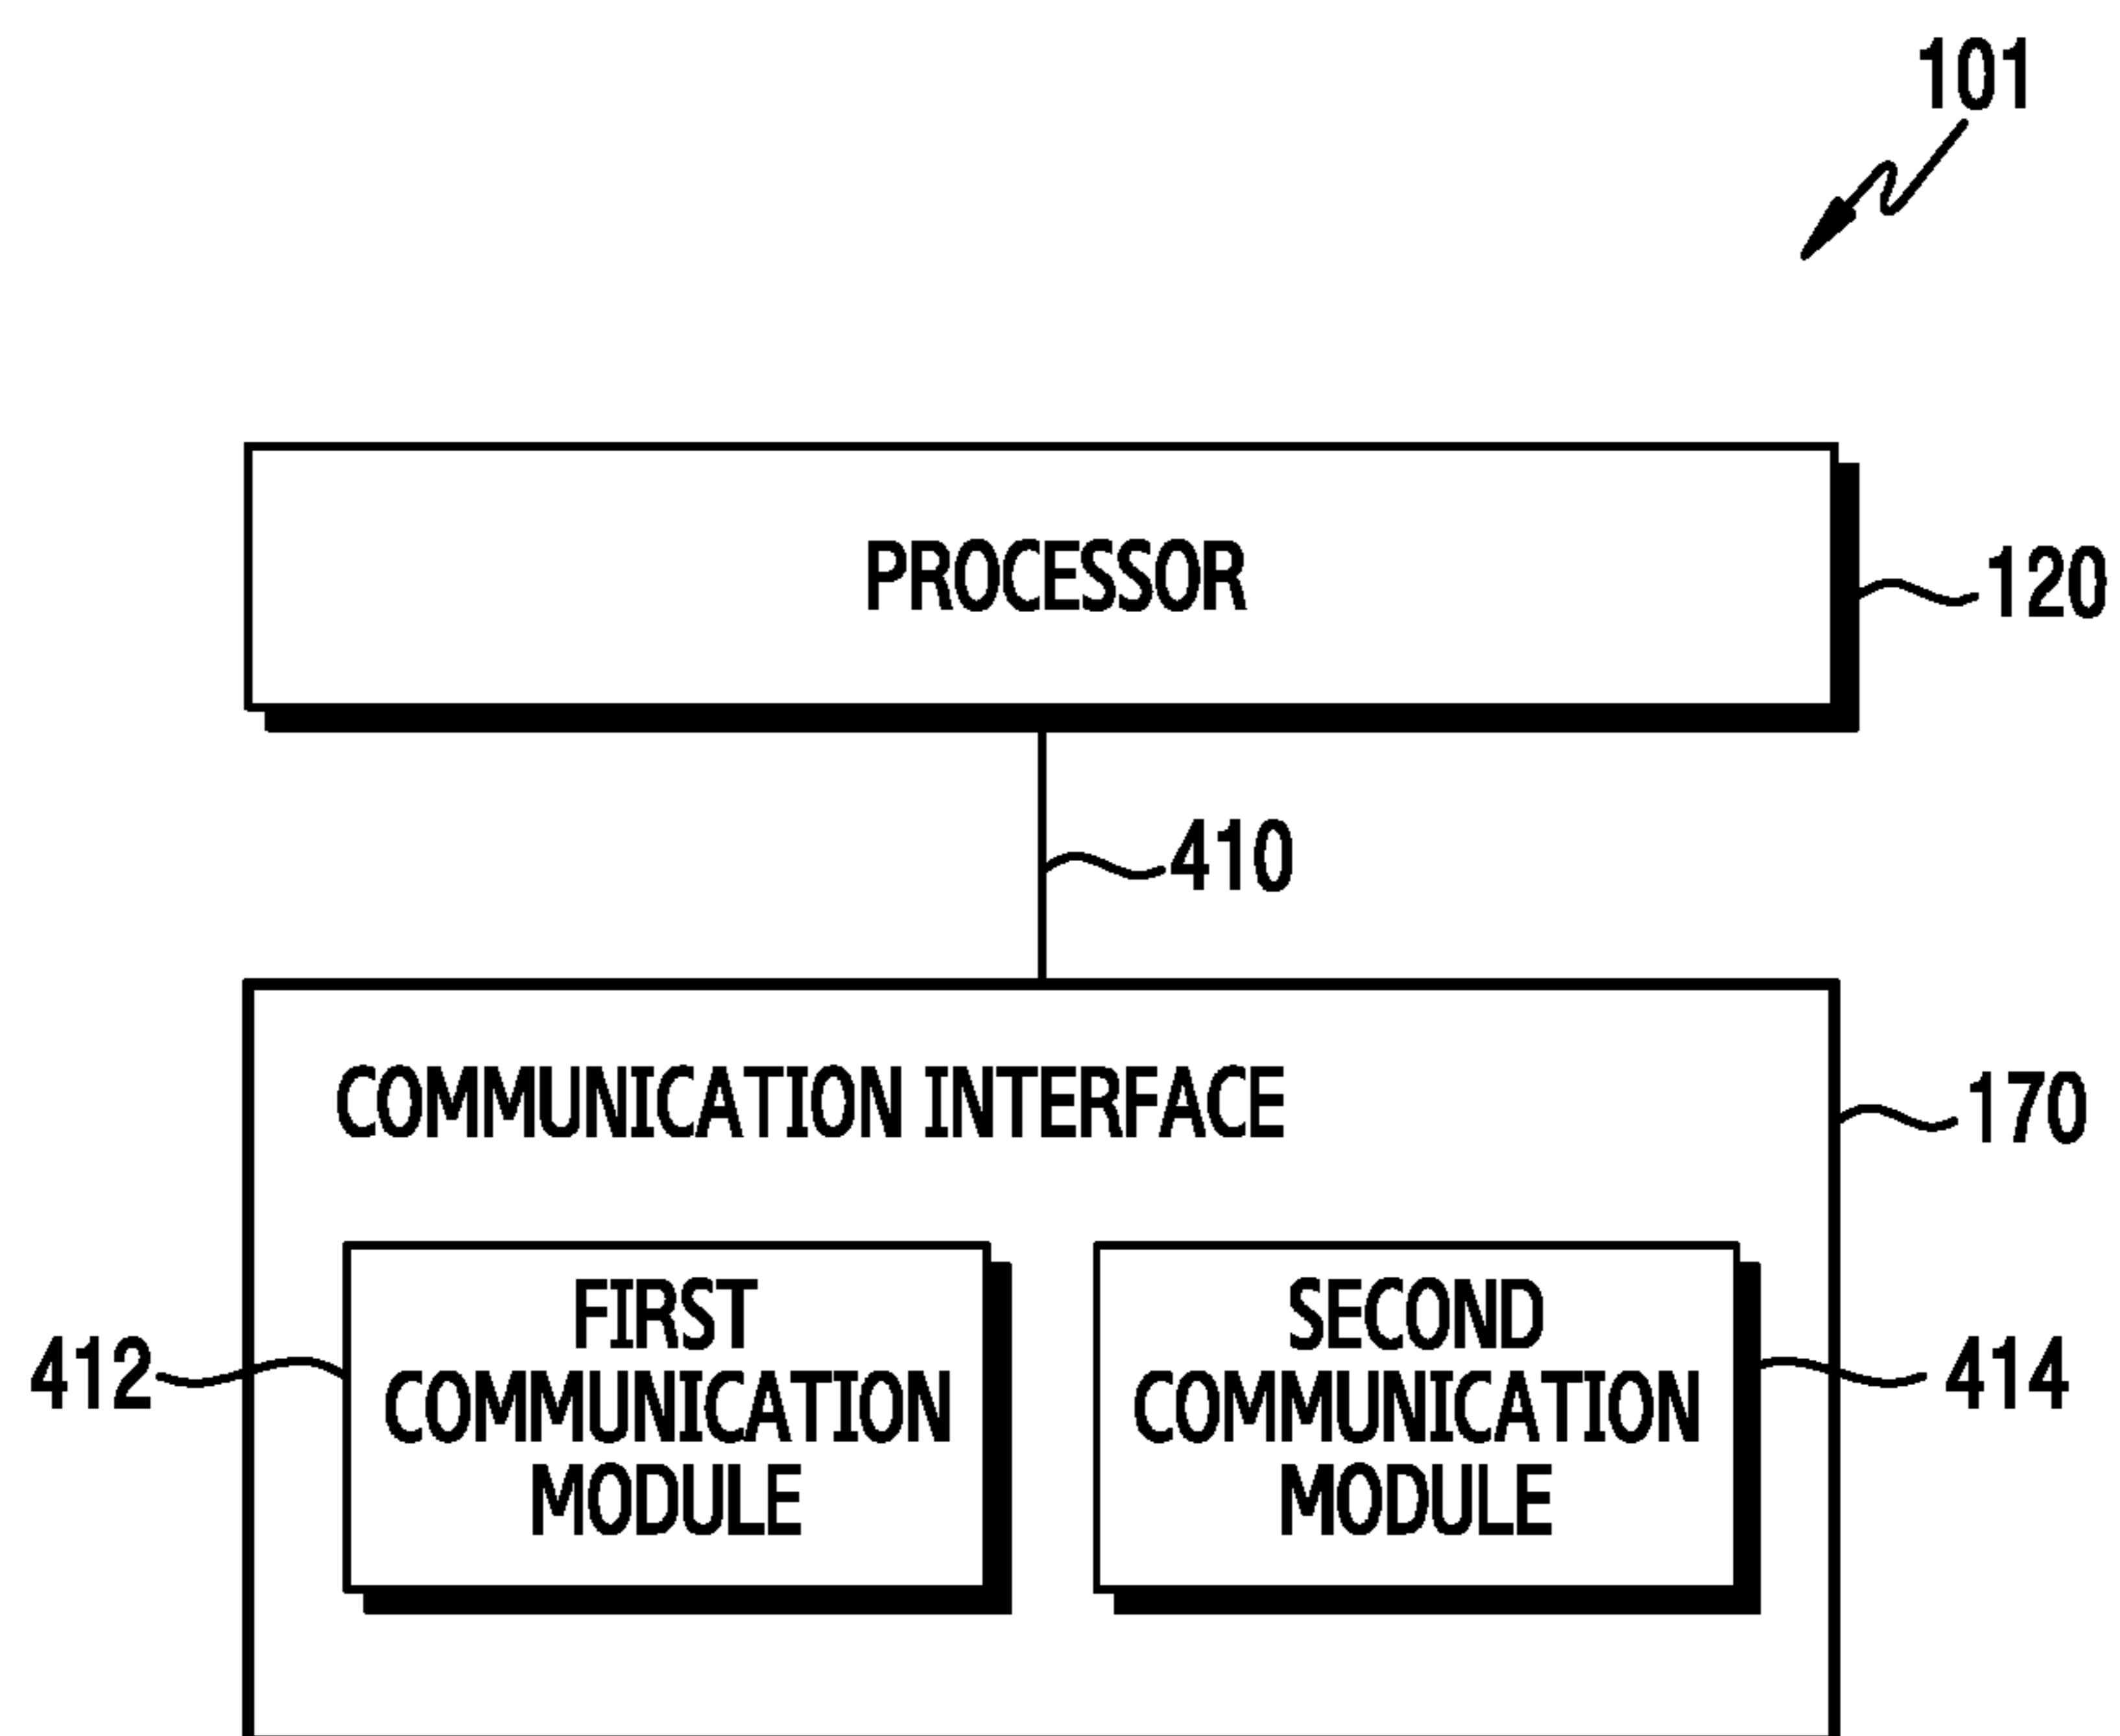 101
PROCESSOR
120
410
COMMUNICATION INTERFACE
170
FIRST
COMMUNICATION
MODULE
412
SECOND
COMMUNICATION
MODULE
414